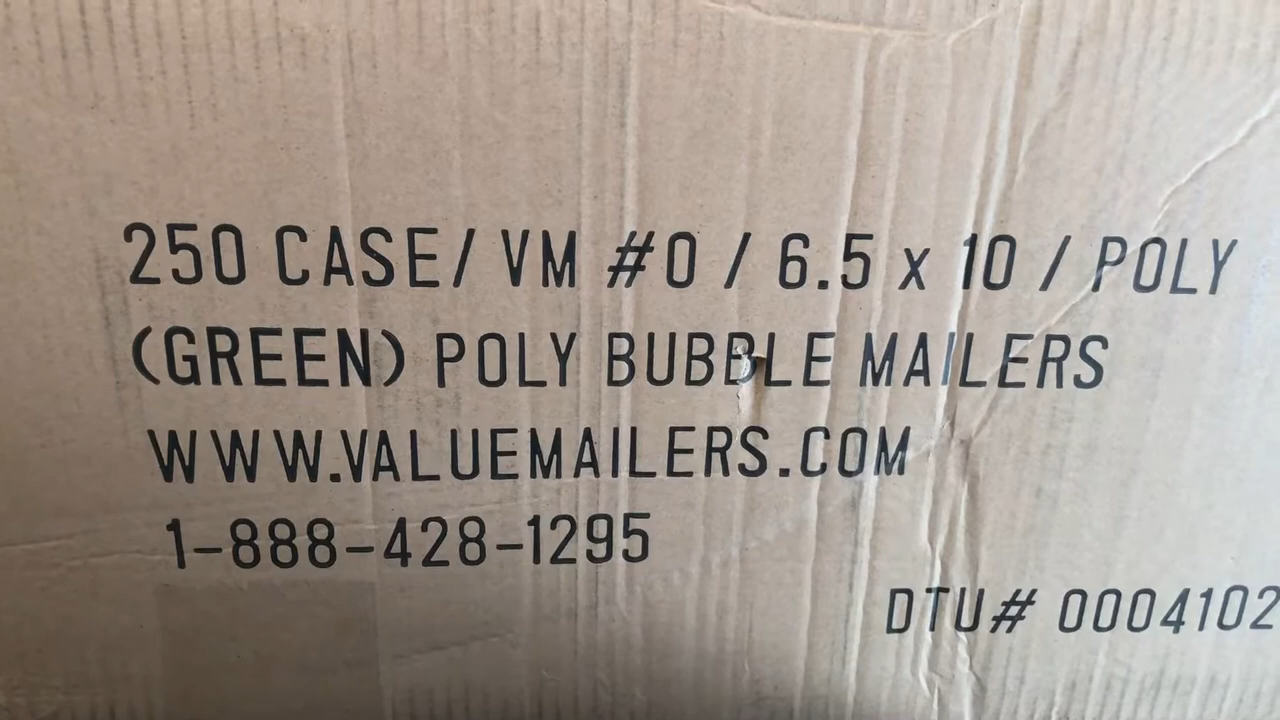 250 CASE/ VM #0 / 6.5 x 10 / POLY
(GREEN) POLY BUBBLE MAILERS
WWW.VALUEMAILERS.COM
1-888-428-1295
DTU# 0004102